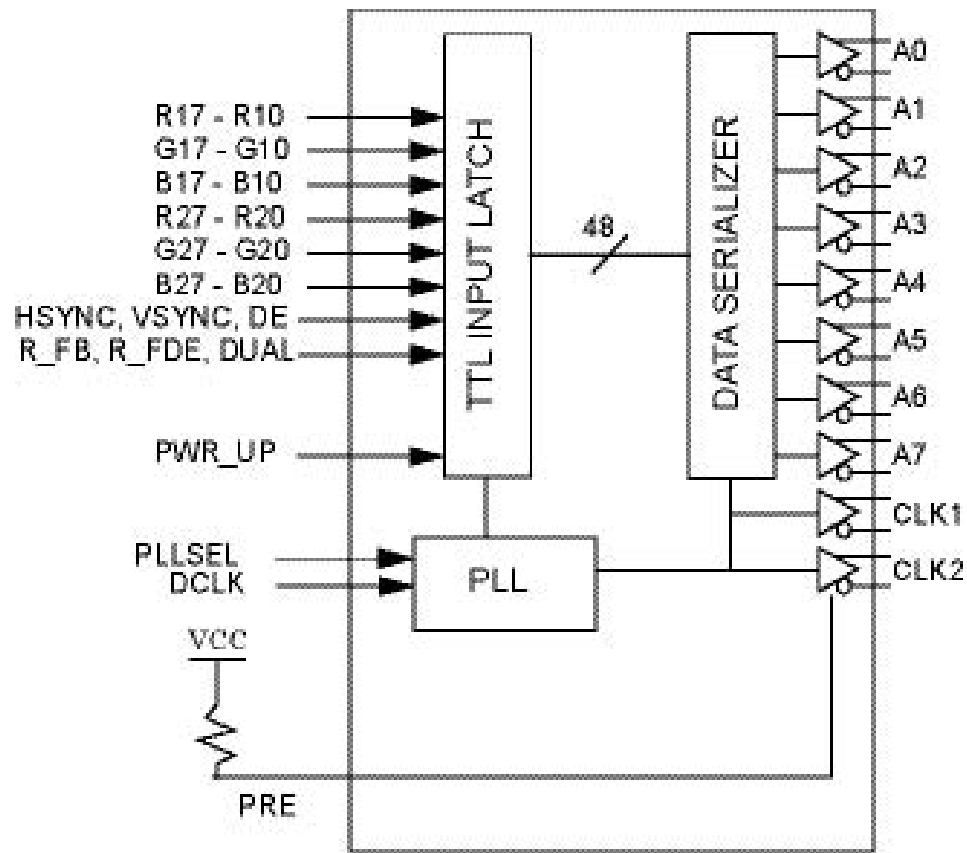 R17 - R10
G17 - G10
B17 - B10
R27 - R20
G27 - G20
B27 - B20
HSYNC, VSYNC, DE
R_FB, R_FDE, DUAL
PWR_UP
PLLSEL
DCLK
VCC
PRE
TTL INPUT LATCH
48
PLL
DATA SERIALIZER
A0
A1
A2
A3
A4
A5
A6
A7
CLK1
CLK2